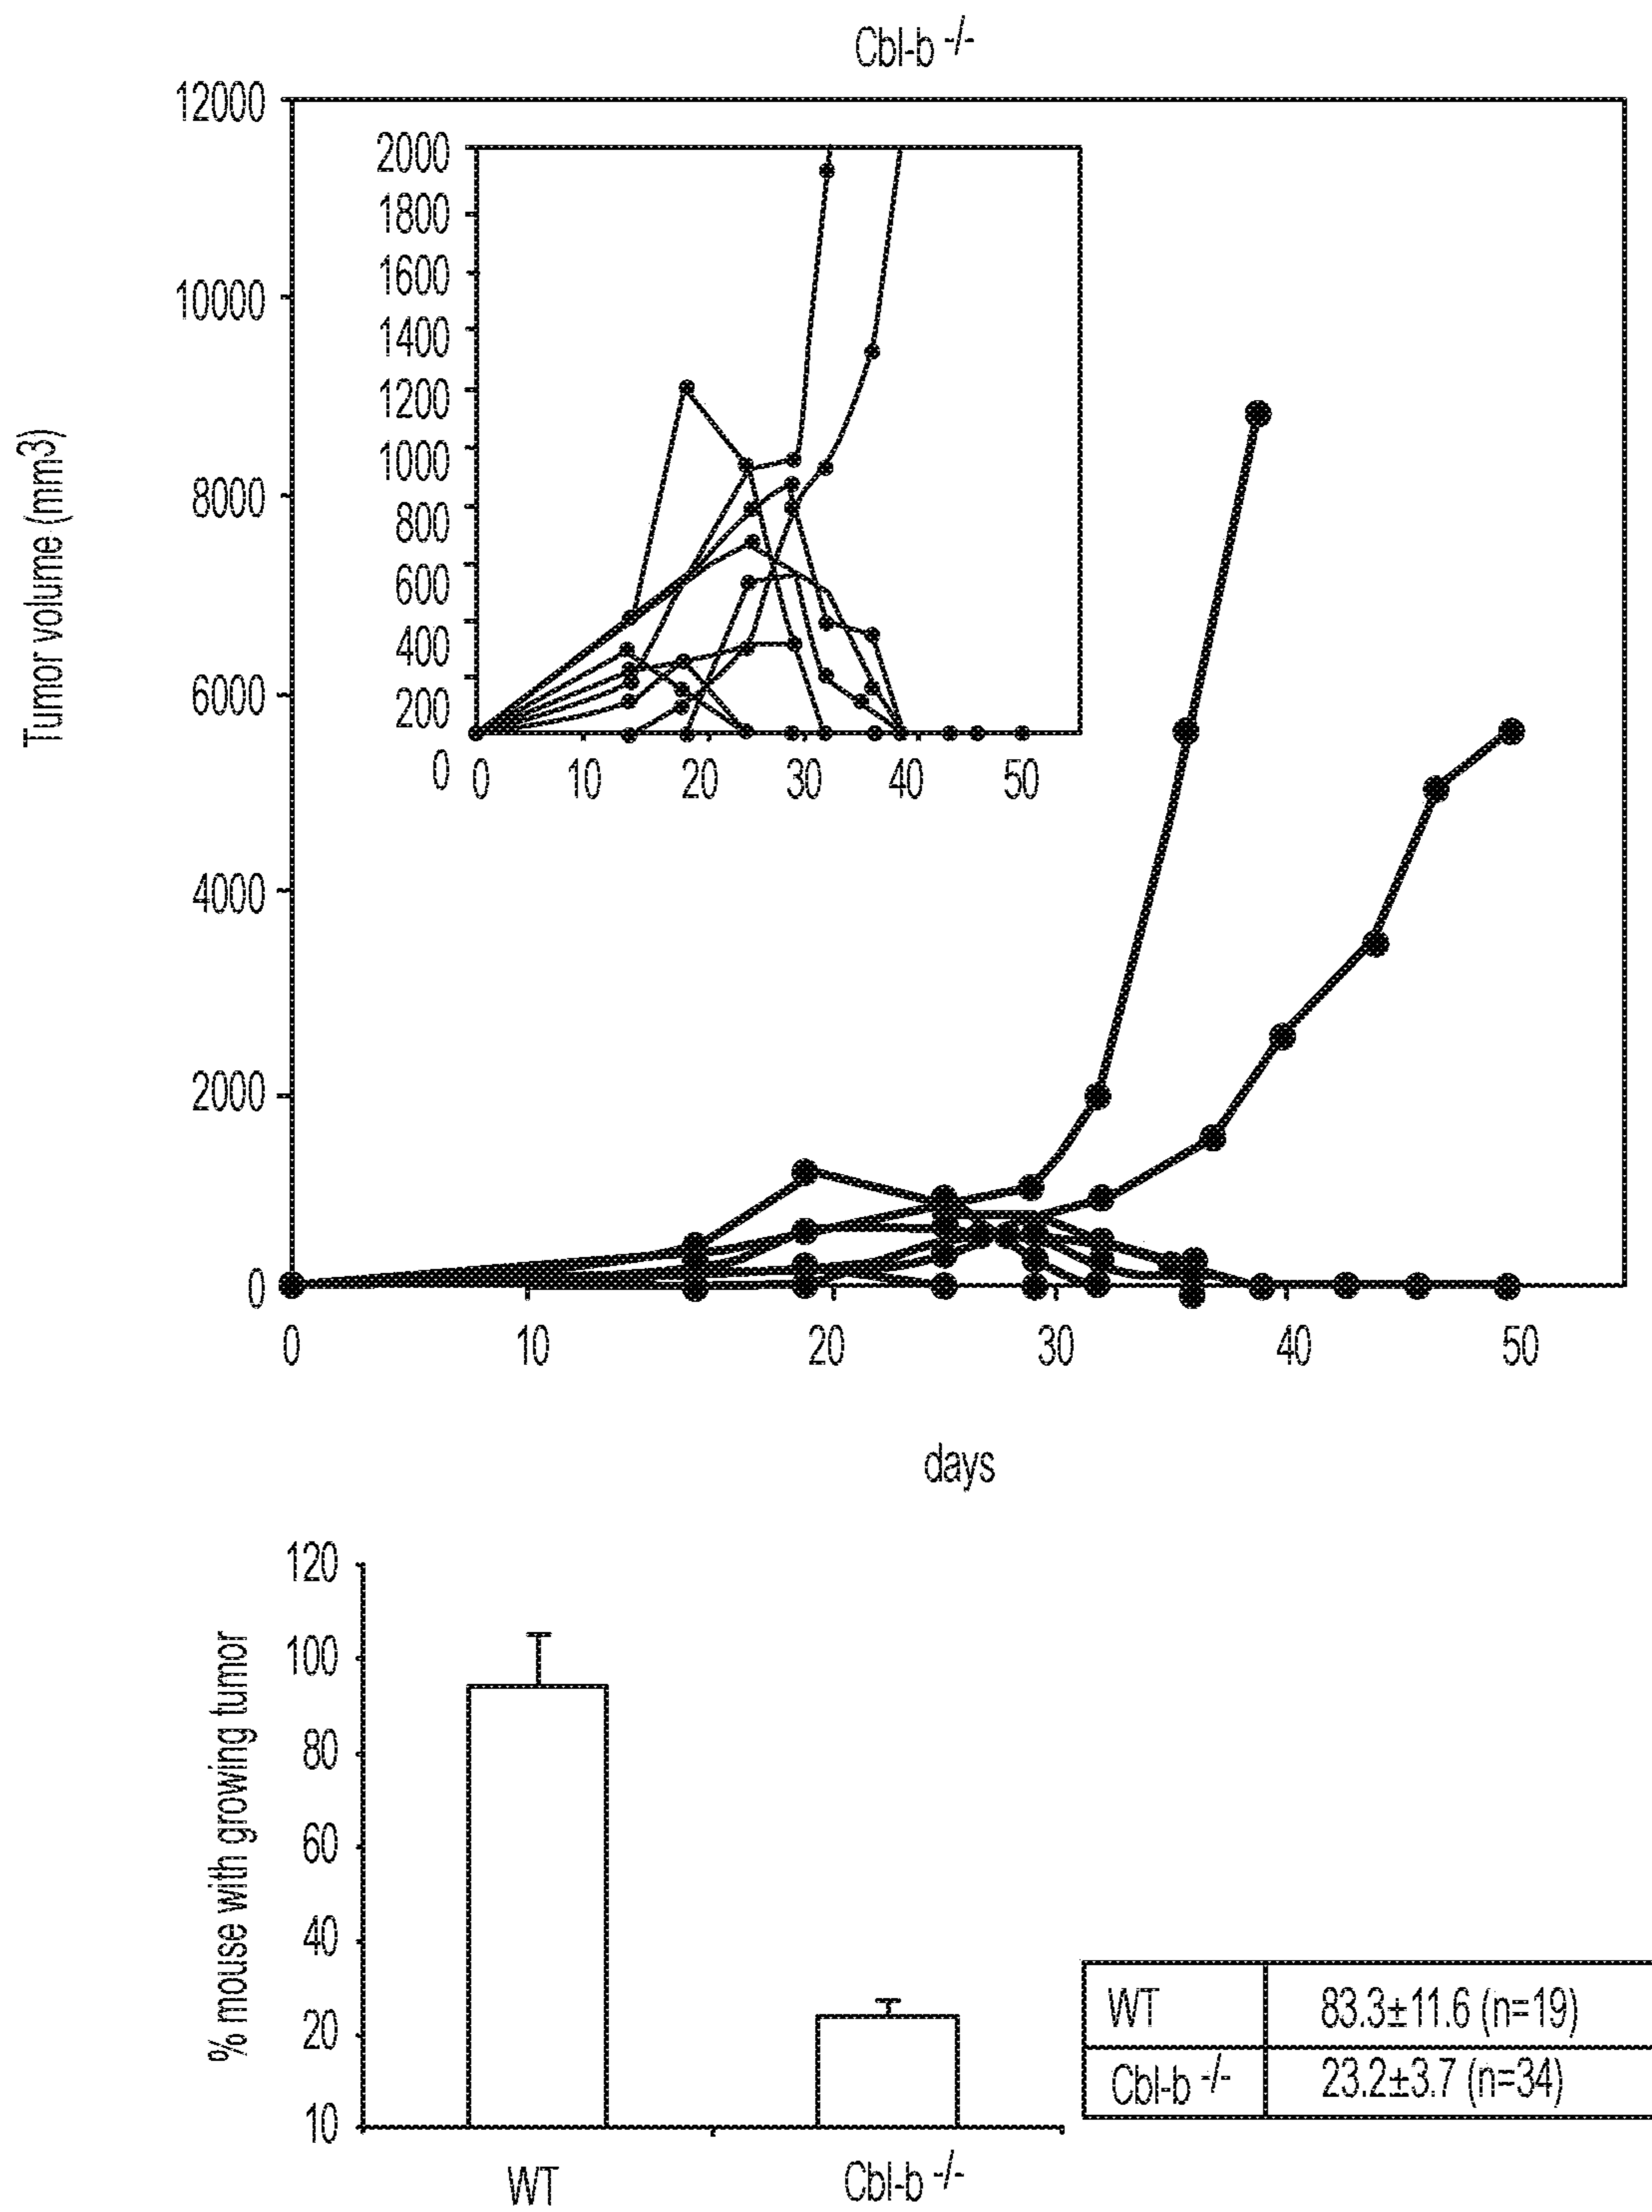 Cbl-b -/-
Tumor volume (mm3)
12000
10000
8000
6000
4000
2000
0
2000
1800
1600
1400
1200
1000
800
600
400
200
0
0 10 20 30 40 50
0 10 20 30 40 50
days
% mouse with growing tumor
120
100
80
60
40
20
10
WT Cbl-b -/-
WT 83.3±11.6 (n=19)
Cbl-b -/- 23.2±3.7 (n=34)